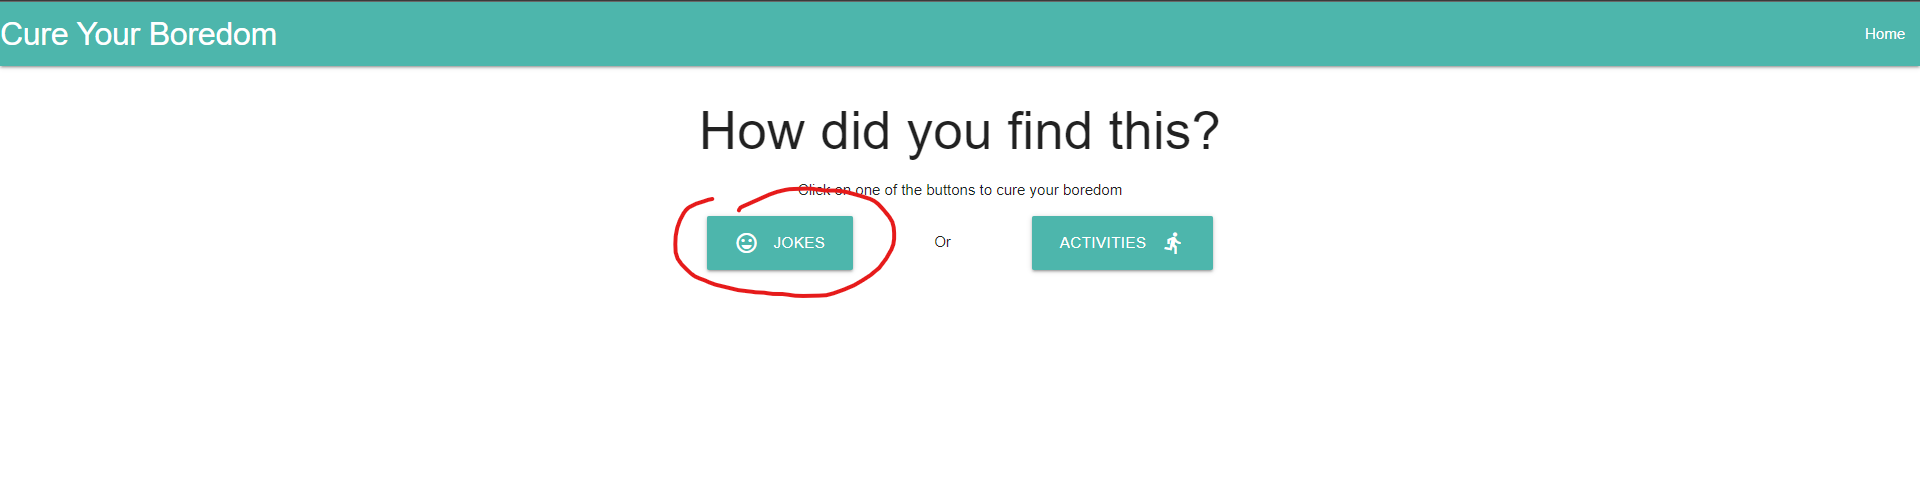 Cure Your Boredom
Home
How did you find this?
Click on one of the buttons to cure your boredom
JOKES
Or
ACTIVITIES